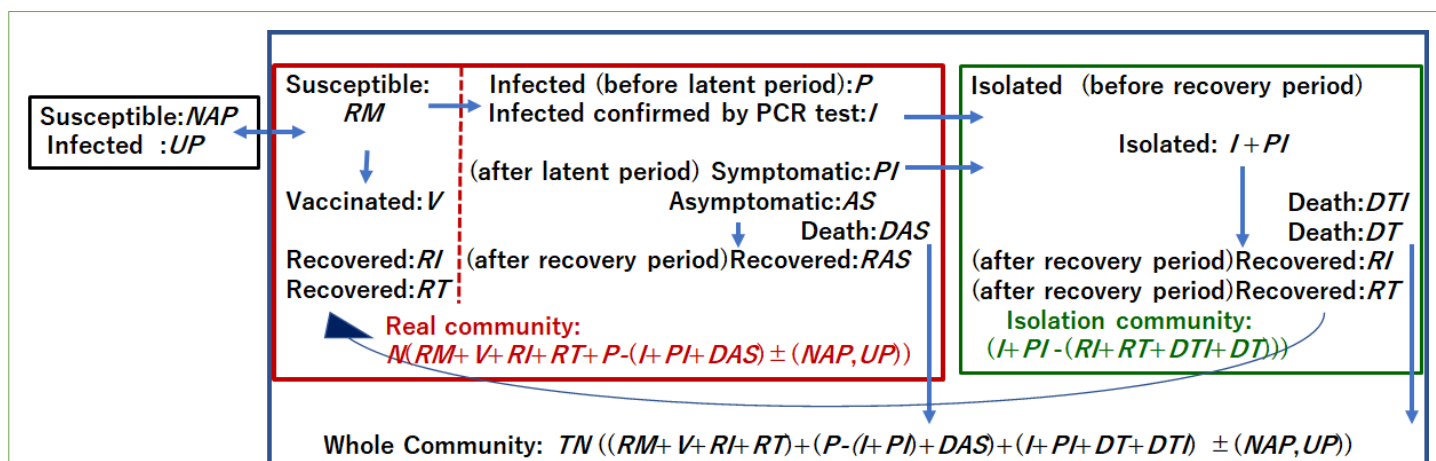 Susceptible:NAP
Infected :UP
Susceptible:
RM
Vaccinated:V
Recovered:RI
Recovered:RT
Infected (before latent period):P
Infected confirmed by PCR test:I
(after latent period) Symptomatic:PI
Asymptomatic:AS
Death:DAS
(after recovery period)Recovered:RAS
Real community:
N(RM+V+RI+RT+P-(I+PI+DAS)±(NAP,UP))
Isolated (before recovery period)
Isolated: I+PI
Death:DTI
Death:DT
(after recovery period)Recovered:RI
(after recovery period)Recovered:RT
Isolation community:
(I+PI-(RI+RT+DTI+DT)))
Whole Community: TN ((RM+V+RI+RT)+(P-(I+PI)+DAS)+(I+PI+DT+DTI) ±(NAP,UP))